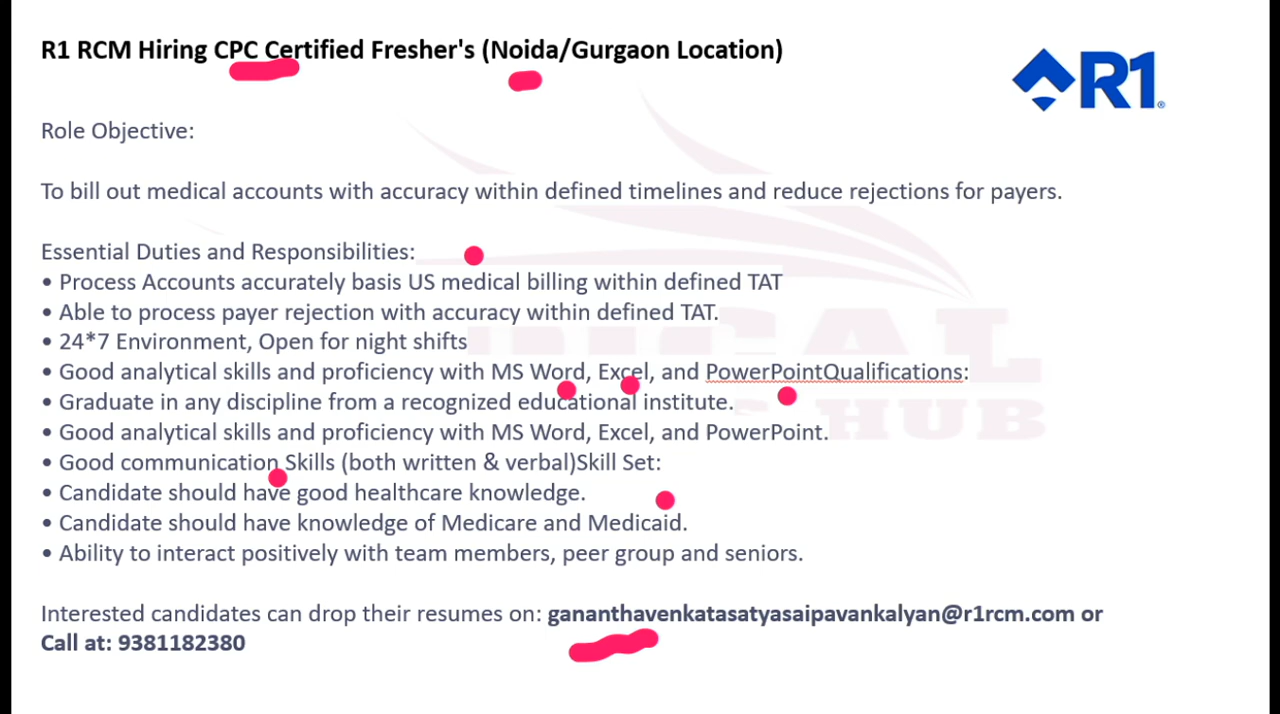 R1 RCM Hiring CPC Certified Fresher's (Noida/Gurgaon Location)
R1
Role Objective:
To bill out medical accounts with accuracy within defined timelines and reduce rejections for payers.
Essential Duties and Responsibilities:
• Process Accounts accurately basis US medical billing within defined TAT
• Able to process payer rejection with accuracy within defined TAT.
• 24*7 Environment, Open for night shifts
• Good analytical skills and proficiency with MS Word, Excel, and PowerPointQualifications:
• Graduate in any discipline from a recognized educational institute.
• Good analytical skills and proficiency with MS Word, Excel, and PowerPoint.
• Good communication Skills (both written & verbal)Skill Set:
• Candidate should have good healthcare knowledge.
• Candidate should have knowledge of Medicare and Medicaid.
• Ability to interact positively with team members, peer group and seniors.
Interested candidates can drop their resumes on: gananthavenkatasatyasaipavankalyan@r1rcm.com or
Call at: 9381182380
HUB